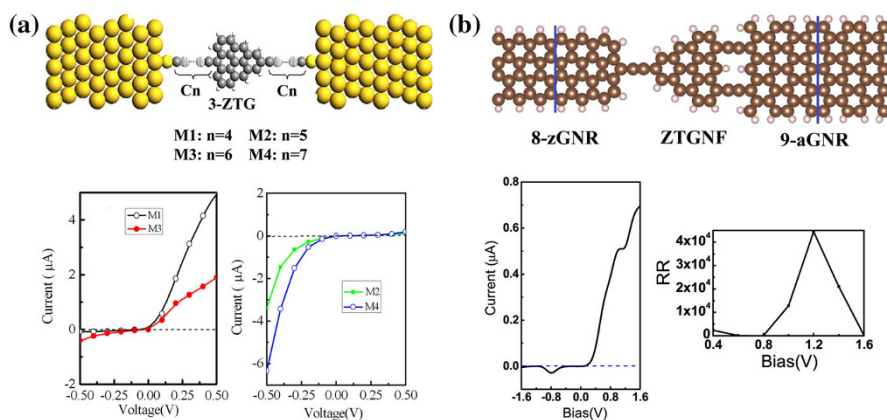 (a)
Cn
3-ZTG
Cn
M1: n=4 M2: n=5
M3: n=6 M4: n=7
Current ( μA)
4
2
0
-2
-0.50 -0.25 0.00 0.25 0.50
Voltage(V)
M1
M3
Current ( μA)
2
0
-2
-4
-6
-0.50 -0.25 0.00 0.25 0.50
Voltage(V)
M2
M4
(b)
8-zGNR ZTGNF 9-aGNR
Current (μA)
0.8
0.6
0.4
0.2
0.0
-1.6 -0.8 0.0 0.8 1.6
Bias(V)
RR
4x10⁴
3x10⁴
2x10⁴
1x10⁴
0
0.4 0.8 1.2 1.6
Bias(V)